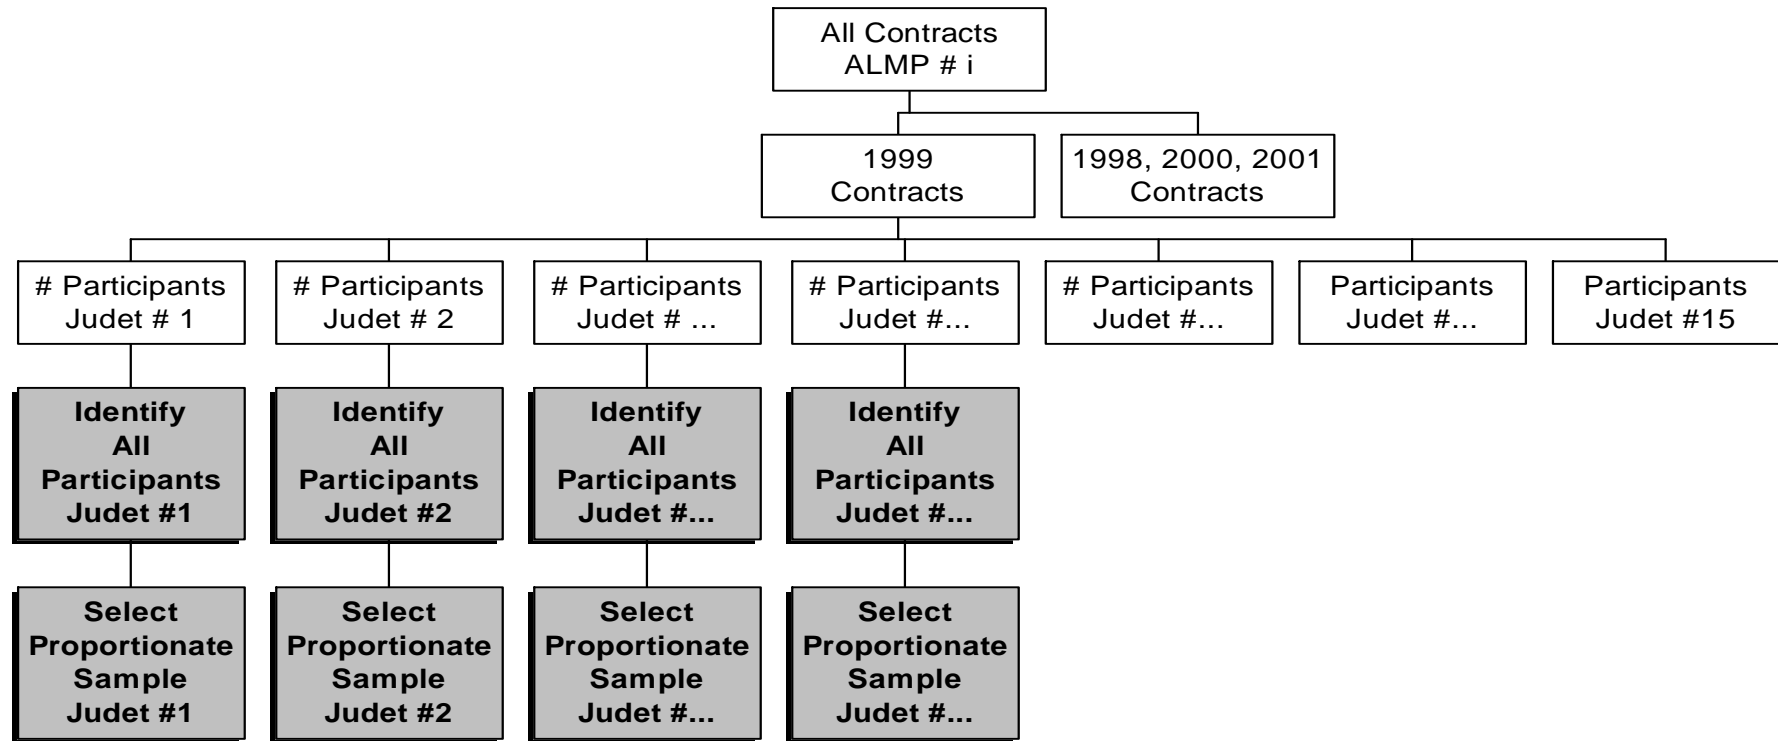 All Contracts
ALMP # i
1999
Contracts
1998, 2000, 2001
Contracts
# Participants
Judet # 1
# Participants
Judet # 2
# Participants
Judet # ...
# Participants
Judet #...
# Participants
Judet #...
Participants
Judet #...
Participants
Judet #15
Identify
All
Participants
Judet #1
Identify
All
Participants
Judet #2
Identify
All
Participants
Judet #...
Identify
All
Participants
Judet #...
Select
Proportionate
Sample
Judet #1
Select
Proportionate
Sample
Judet #2
Select
Proportionate
Sample
Judet #...
Select
Proportionate
Sample
Judet #...